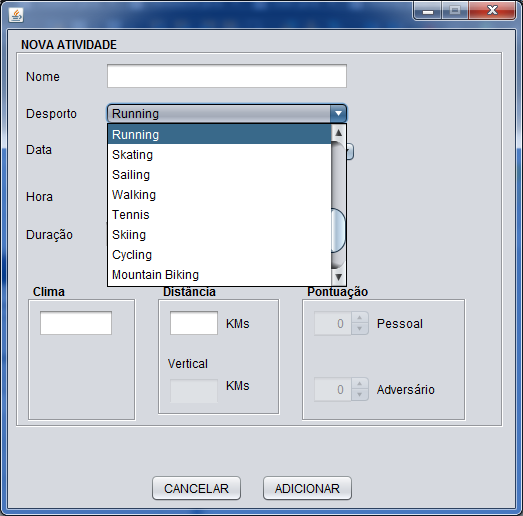 NOVA ATIVIDADE
Nome
Desporto Running
Running
Skating
Data
Sailing
Walking
Hora
Tennis
Duração Skiing
Cycling
Mountain Biking
Clima Distância Pontuação
KMs 0 Pessoal
Vertical
KMs 0 Adversário
CANCELAR ADICIONAR